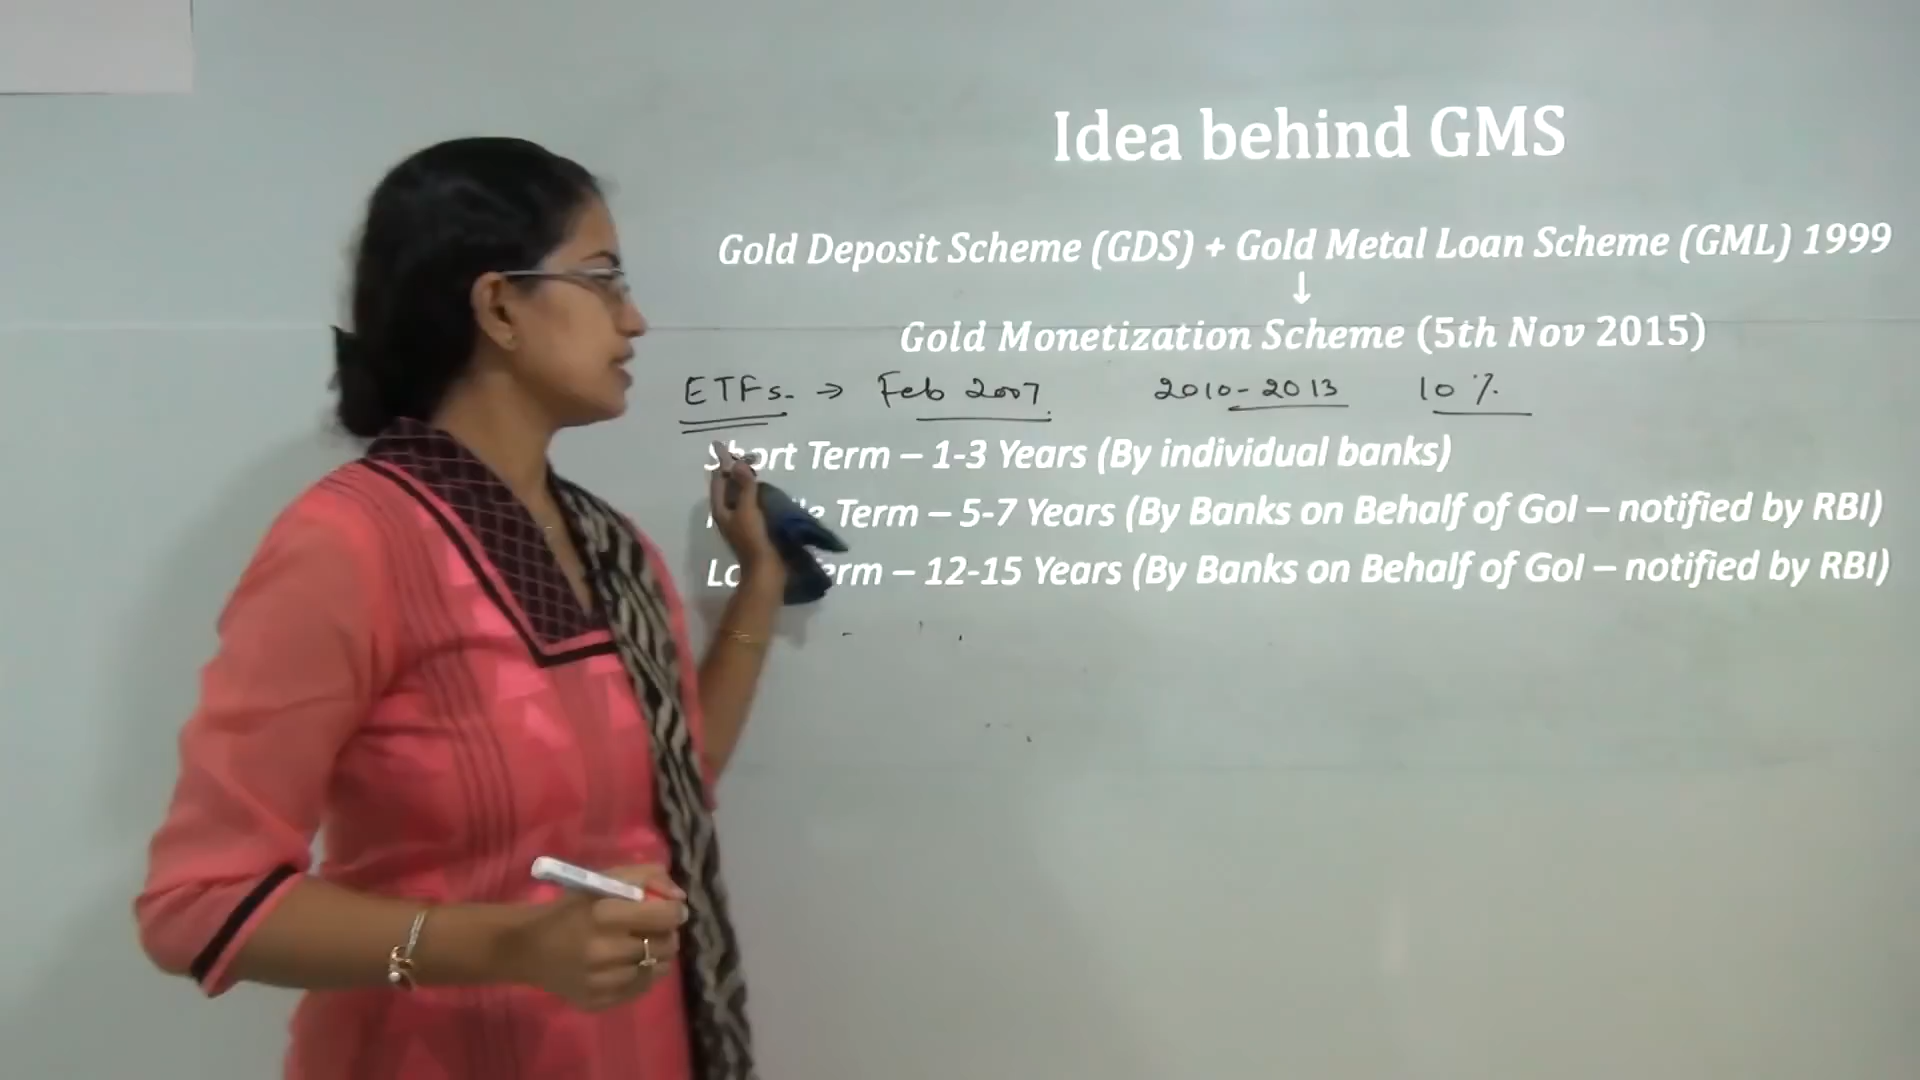 Idea behind GMS
Gold Deposit Scheme (GDS) + Gold Metal Loan Scheme (GML) 1999
↓
Gold Monetization Scheme (5th Nov 2015)
ETFs. → Feb 2007. 2010-2013 10 %.
Short Term – 1-3 Years (By individual banks)
Term – 5-7 Years (By Banks on Behalf of GoI – notified by RBI)
Term – 12-15 Years (By Banks on Behalf of GoI – notified by RBI)